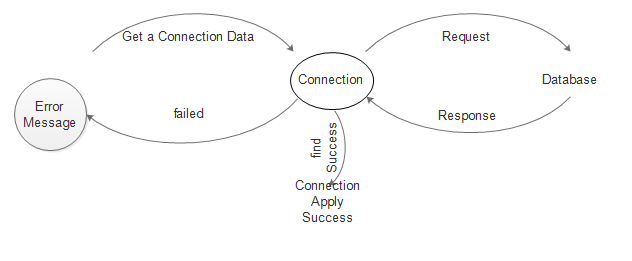 Get a Connection Data
Request
Connection
Database
Error
Message
failed
Response
find
Success
Connection
Apply
Success